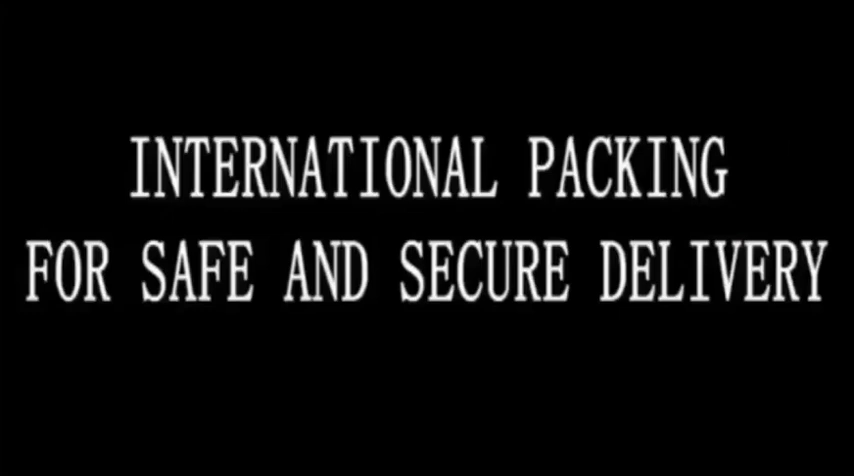 INTERNATIONAL PACKING
FOR SAFE AND SECURE DELIVERY